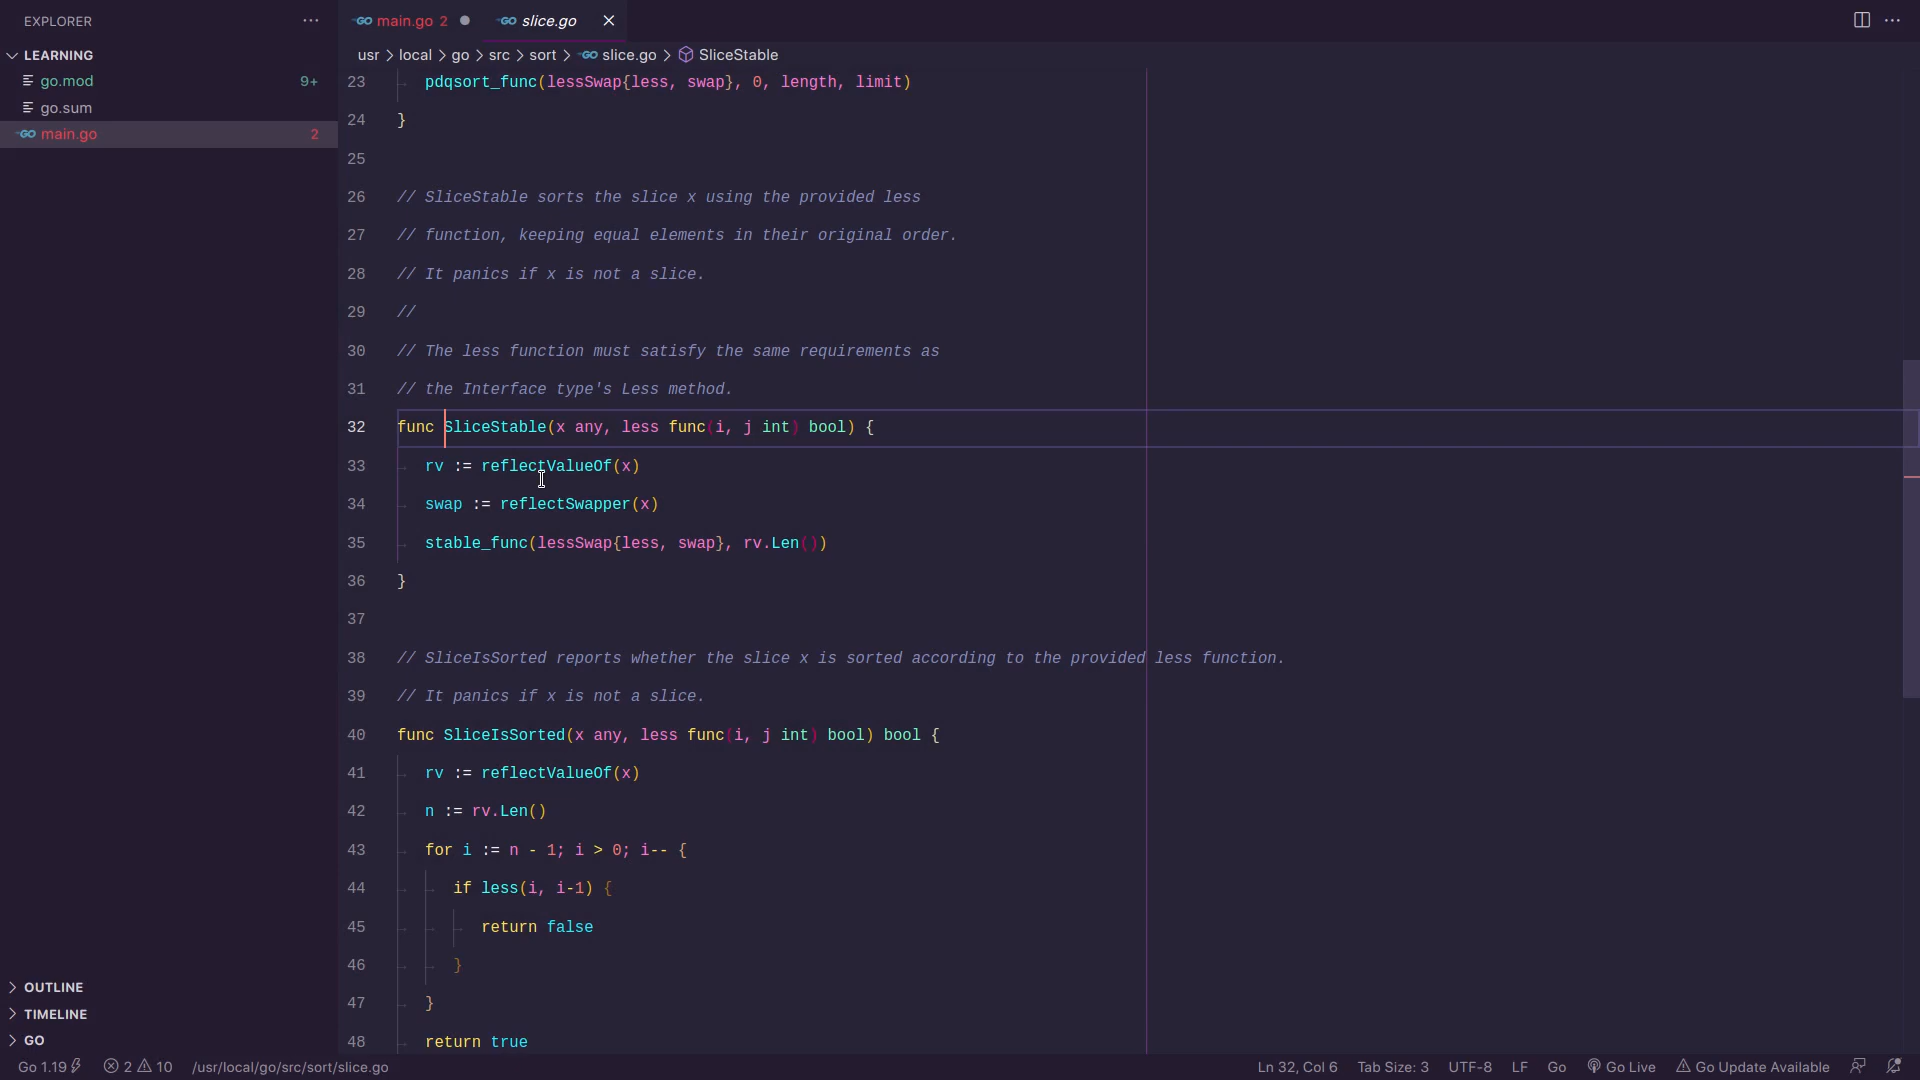 EXPLORER
main.go 2
slice.go
LEARNING
usr > local > go > src > sort > slice.go > SliceStable
go.mod 9+
go.sum
main.go 2
23 pdqsort_func(lessSwap{less, swap}, 0, length, limit)
24 }
25
26 // SliceStable sorts the slice x using the provided less
27 // function, keeping equal elements in their original order.
28 // It panics if x is not a slice.
29 //
30 // The less function must satisfy the same requirements as
31 // the Interface type's Less method.
32 func SliceStable(x any, less func(i, j int) bool) {
33 rv := reflectValueOf(x)
34 swap := reflectSwapper(x)
35 stable_func(lessSwap{less, swap}, rv.Len())
36 }
37
38 // SliceIsSorted reports whether the slice x is sorted according to the provided less function.
39 // It panics if x is not a slice.
40 func SliceIsSorted(x any, less func(i, j int) bool) bool {
41 rv := reflectValueOf(x)
42 n := rv.Len()
43 for i := n - 1; i > 0; i-- {
44 if less(i, i-1) {
45 return false
46 }
47 }
48 return true
OUTLINE
TIMELINE
GO
Go 1.19 2 10 /usr/local/go/src/sort/slice.go Ln 32, Col 6 Tab Size: 3 UTF-8 LF Go Go Live Go Update Available